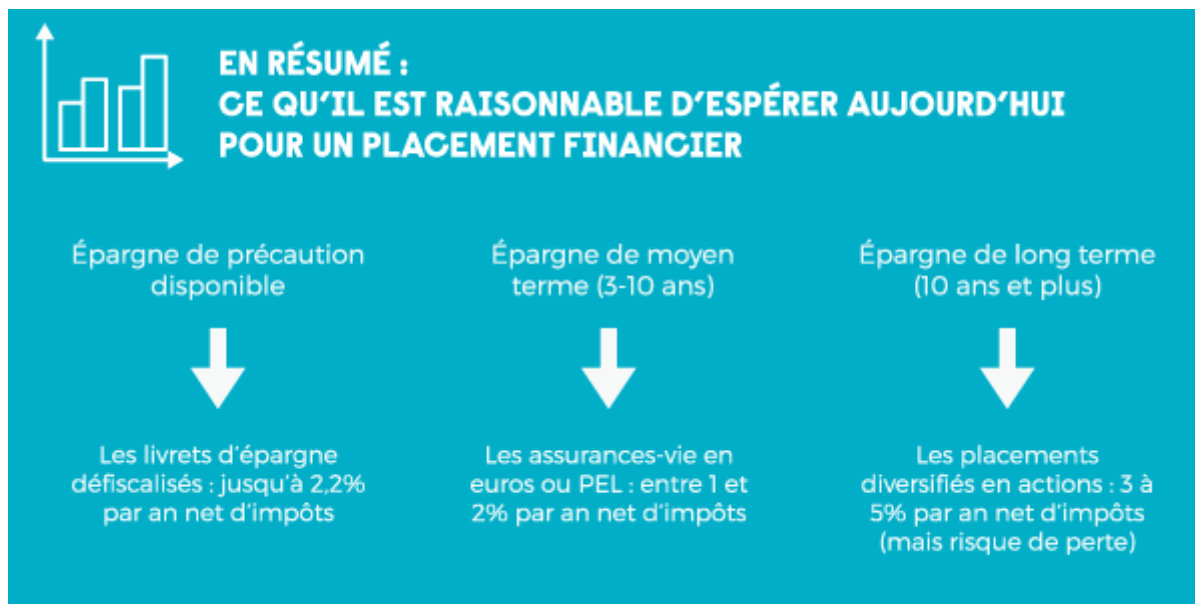 EN RÉSUMÉ :
CE QU'IL EST RAISONNABLE D'ESPÉRER AUJOURD'HUI
POUR UN PLACEMENT FINANCIER
Épargne de précaution
disponible
Les livrets d'épargne
défiscalisés : jusqu'à 2,2%
par an net d'impôts
Épargne de moyen
terme (3-10 ans)
Les assurances-vie en
euros ou PEL : entre 1 et
2% par an net d'impôts
Épargne de long terme
(10 ans et plus)
Les placements
diversifiés en actions : 3 à
5% par an net d'impôts
(mais risque de perte)